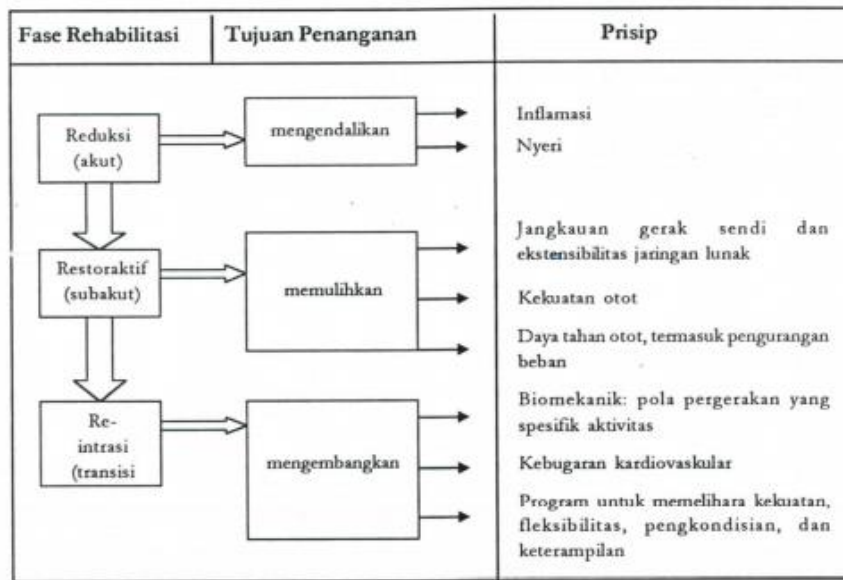 Fase Rehabilitasi
Tujuan Penanganan
Prisip
Reduksi
(akut)
mengendalikan
Inflamasi
Nyeri
Restoraktif
(subakut)
memulihkan
Jangkauan gerak sendi dan
ekstensibilitas jaringan lunak
Kekuatan otot
Daya tahan otot, termasuk pengurangan
beban
Re-
intrasi
(transisi
mengembangkan
Biomekanik: pola pergerakan yang
spesifik aktivitas
Kebugaran kardiovaskular
Program untuk memelihara kekuatan,
fleksibilitas, pengkondisian, dan
keterampilan